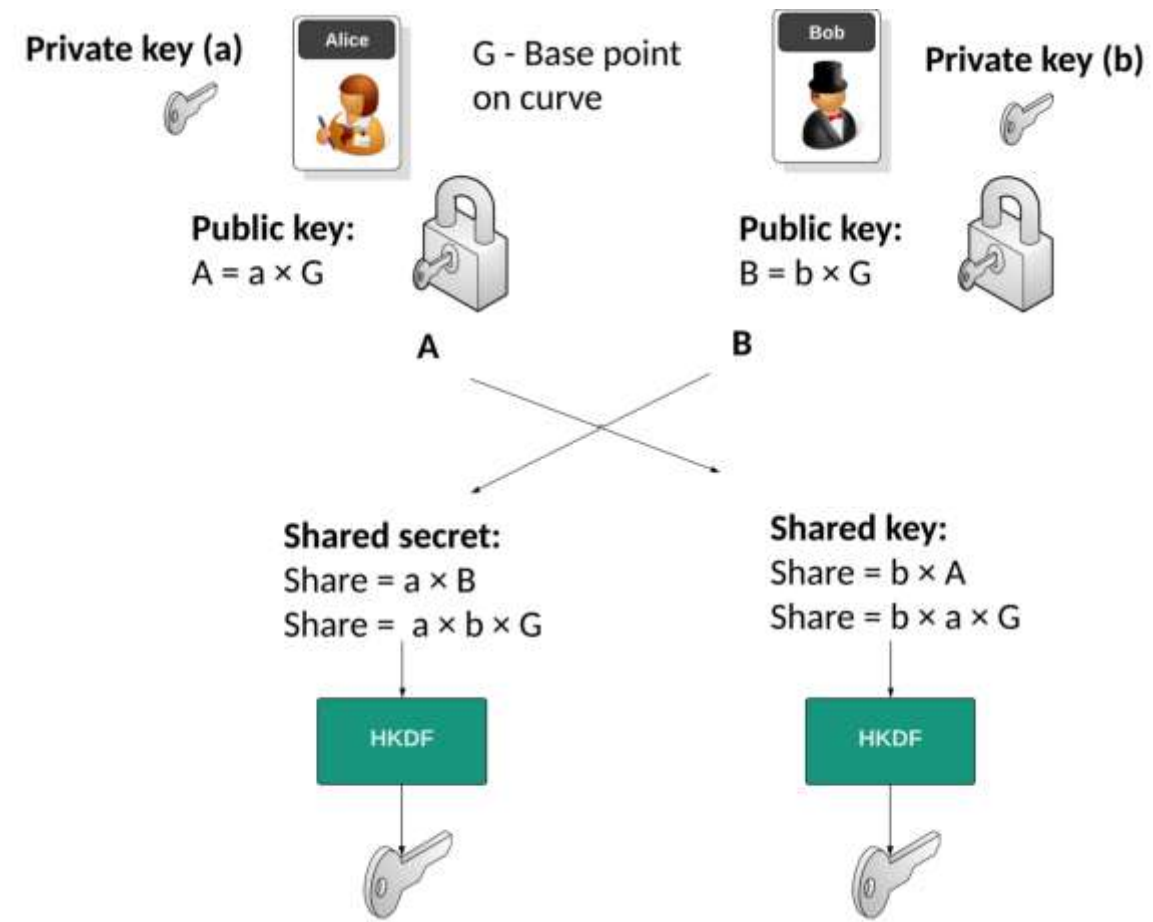 Private key (a)
Alice
G - Base point
on curve
Bob
Private key (b)
Public key:
A = a × G
Public key:
B = b × G
A
B
Shared secret:
Share = a × B
Share =  a × b × G
Shared key:
Share = b × A
Share = b × a × G
HKDF
HKDF